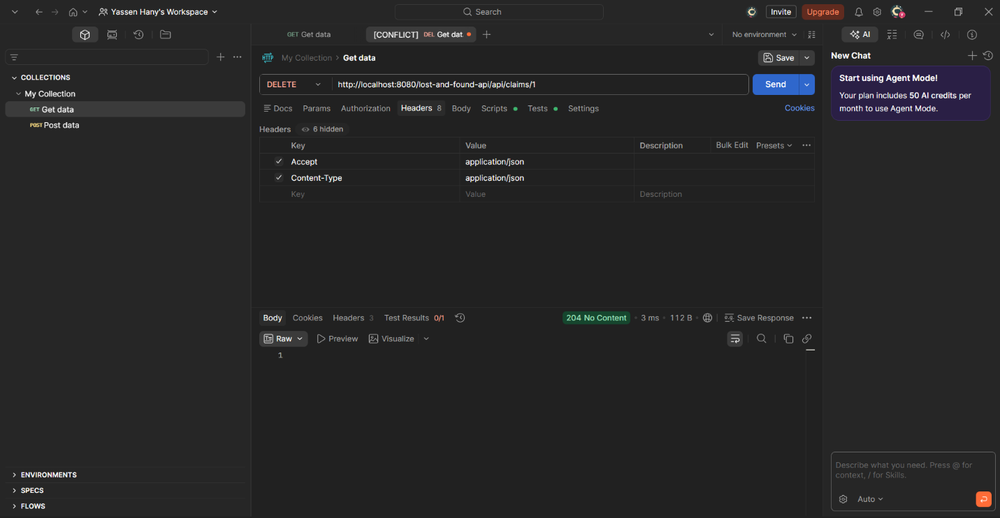 Yassen Hany's Workspace
Search
Invite
Upgrade
GET Get data
[CONFLICT] DEL Get dat
No environment
AI
COLLECTIONS
My Collection
GET Get data
POST Post data
ENVIRONMENTS
SPECS
FLOWS
HTTP My Collection > Get data
Save
DELETE
http://localhost:8080/lost-and-found-api/api/claims/1
Send
Docs Params Authorization Headers 8 Body Scripts Tests Settings
Cookies
Headers 6 hidden
Key Value Description Bulk Edit Presets
Accept application/json
Content-Type application/json
Key Value Description
Body Cookies Headers 3 Test Results 0/1
204 No Content 3 ms 112 B e.g. Save Response
Raw Preview Visualize
1
New Chat
Start using Agent Mode!
Your plan includes 50 AI credits per
month to use Agent Mode.
Describe what you need. Press @ for
context, / for Skills.
Auto